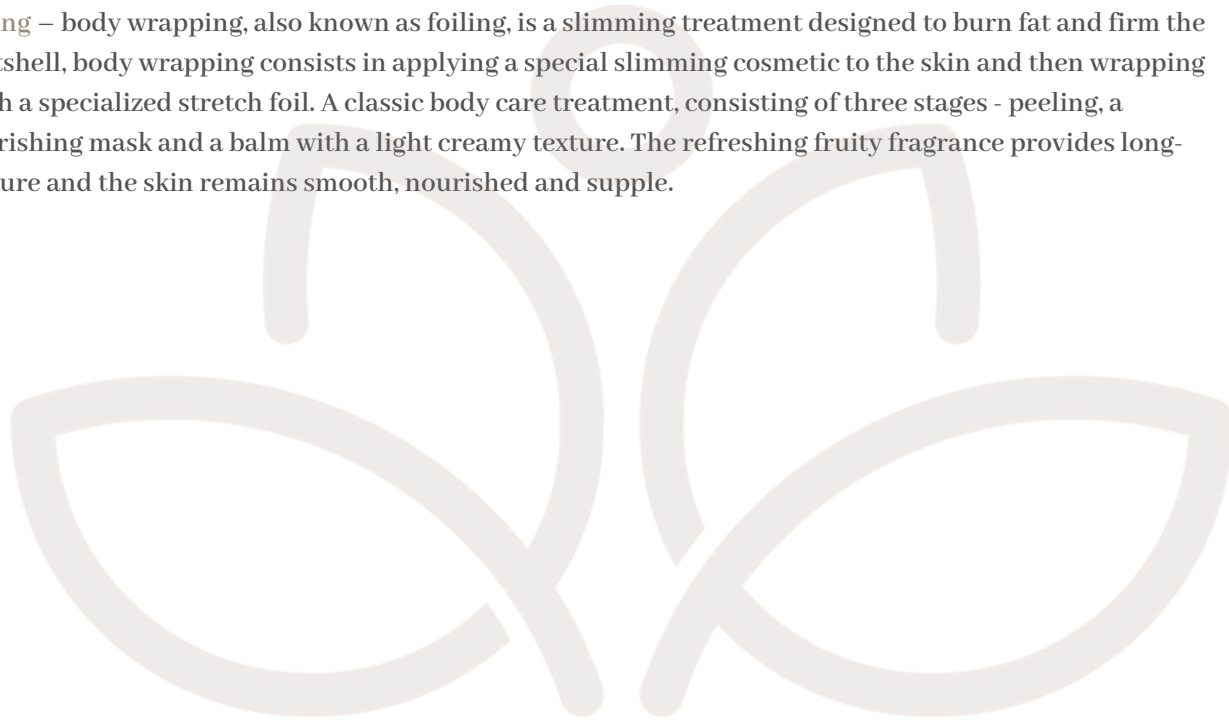 ng – body wrapping, also known as foiling, is a slimming treatment designed to burn fat and firm the
tshell, body wrapping consists in applying a special slimming cosmetic to the skin and then wrapping
h a specialized stretch foil. A classic body care treatment, consisting of three stages - peeling, a
rishing mask and a balm with a light creamy texture. The refreshing fruity fragrance provides long-
ure and the skin remains smooth, nourished and supple.